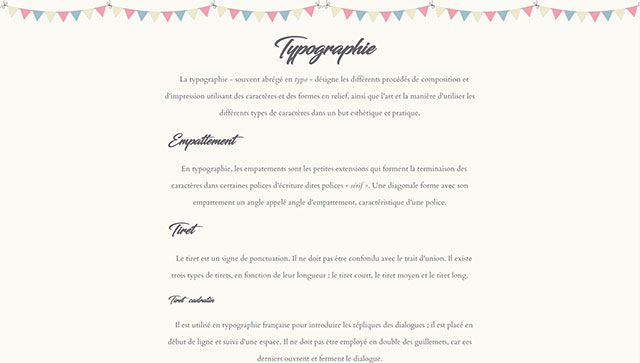 Typographie
La typographie - souvent abrégé en typo - désigne les différents procédés de composition et
d'impression utilisant des caractères et des formes en relief, ainsi que l'art et la manière d'utiliser les
différents types de caractères dans un but esthétique et pratique.
Empattement
En typographie, les empatements sont les petites extensions qui forment la terminaison des
caractères dans certaines polices d'écriture dites polices « sérif ». Une diagonale forme avec son
empattement un angle appelé angle d'empattement, caractéristique d'une police.
Tiret
Le tiret est un signe de ponctuation. Il ne doit pas être confondu avec le trait d'union. Il existe
trois types de tirets, en fonction de leur longueur : le tiret court, le tiret moyen et le tiret long.
Tiret cadratin
Il est utilisé en typographie française pour introduire les répliques des dialogues ; il est placé en
début de ligne et suivi d'une espace. Il ne doit pas être employé en double des guillemets, car ces
derniers ouvrent et ferment le dialogue.